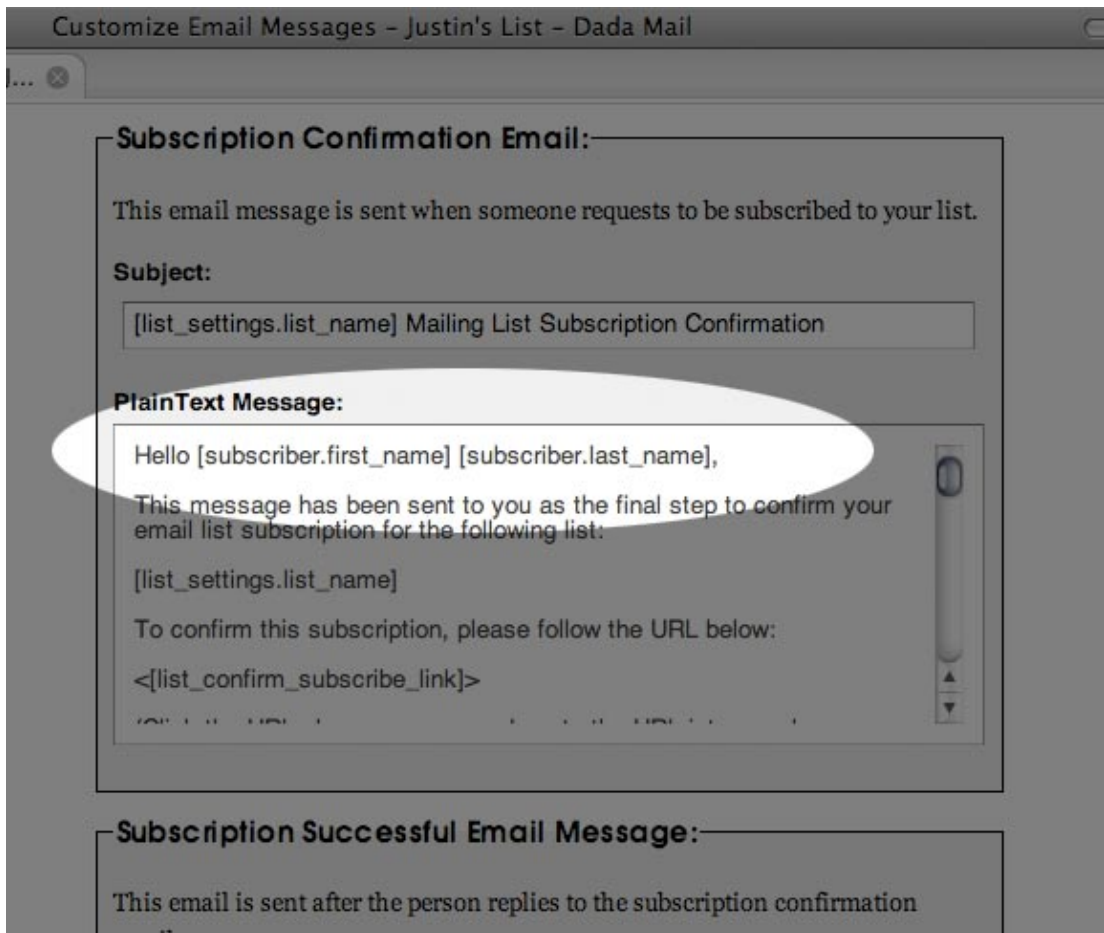 Customize Email Messages – Justin's List – Dada Mail
Subscription Confirmation Email:
This email message is sent when someone requests to be subscribed to your list.
Subject:
[list_settings.list_name] Mailing List Subscription Confirmation
PlainText Message:
Hello [subscriber.first_name] [subscriber.last_name],
This message has been sent to you as the final step to confirm your
email list subscription for the following list:
[list_settings.list_name]
To confirm this subscription, please follow the URL below:
<[list_confirm_subscribe_link]>
Subscription Successful Email Message:
This email is sent after the person replies to the subscription confirmation